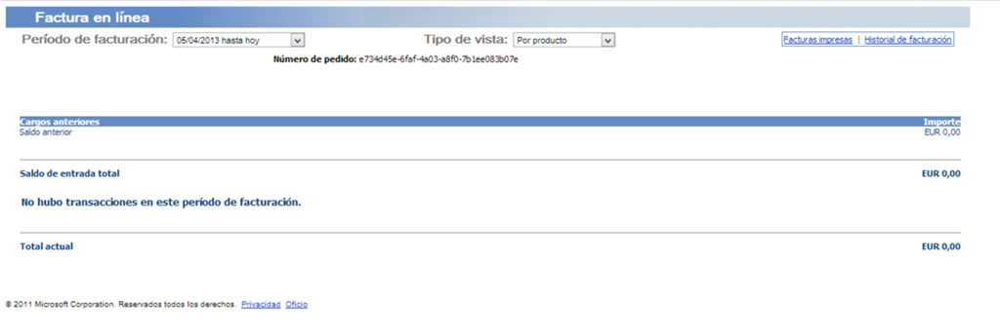 Factura en línea
Período de facturación: 05/04/2013 hasta hoy Tipo de vista: Por producto Facturas impresas | Historial de facturación
Número de pedido: e734d45e-6faf-4a03-a8f0-7b1ee083b07e
Cargos anteriores Importe
Saldo anterior EUR 0,00
Saldo de entrada total EUR 0,00
No hubo transacciones en este período de facturación.
Total actual EUR 0,00
© 2011 Microsoft Corporation. Reservados todos los derechos. Privacidad Oficio